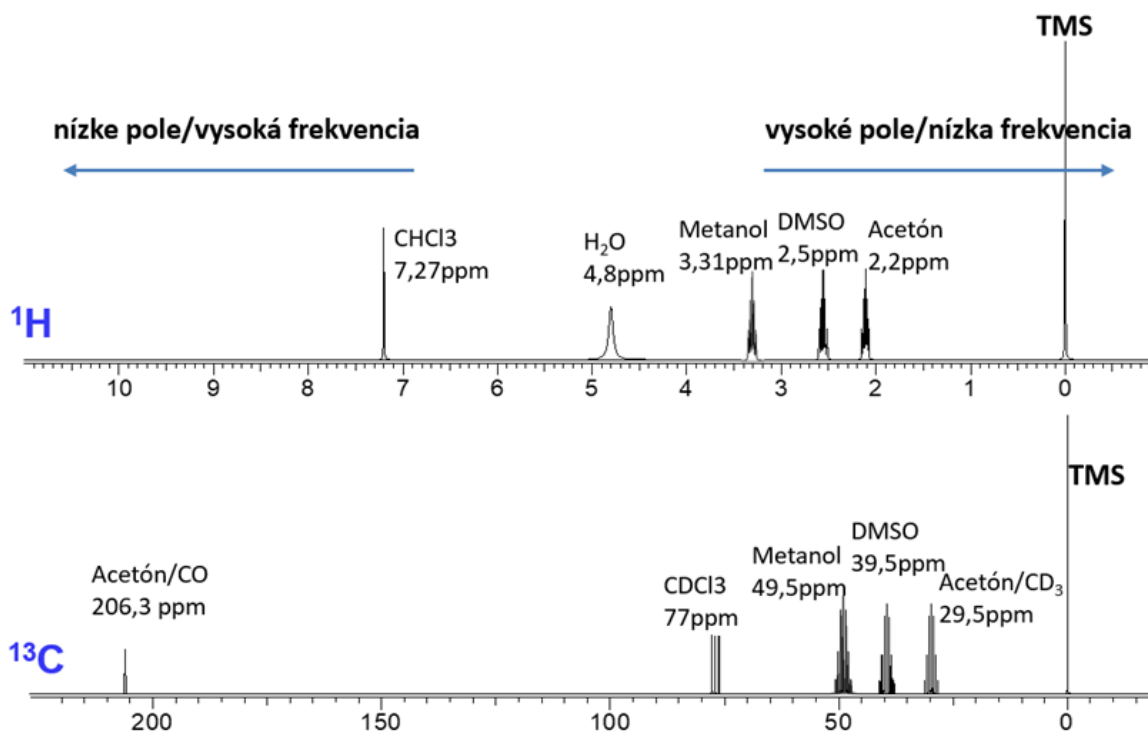 TMS
nízke pole/vysoká frekvencia
vysoké pole/nízka frekvencia
CHCl3
7,27ppm
H₂O
4,8ppm
Metanol
3,31ppm
DMSO
2,5ppm
Acetón
2,2ppm
¹H
10 9 8 7 6 5 4 3 2 1 0
TMS
Acetón/CO
206,3 ppm
CDCl3
77ppm
Metanol
49,5ppm
DMSO
39,5ppm
Acetón/CD₃
29,5ppm
¹³C
200 150 100 50 0